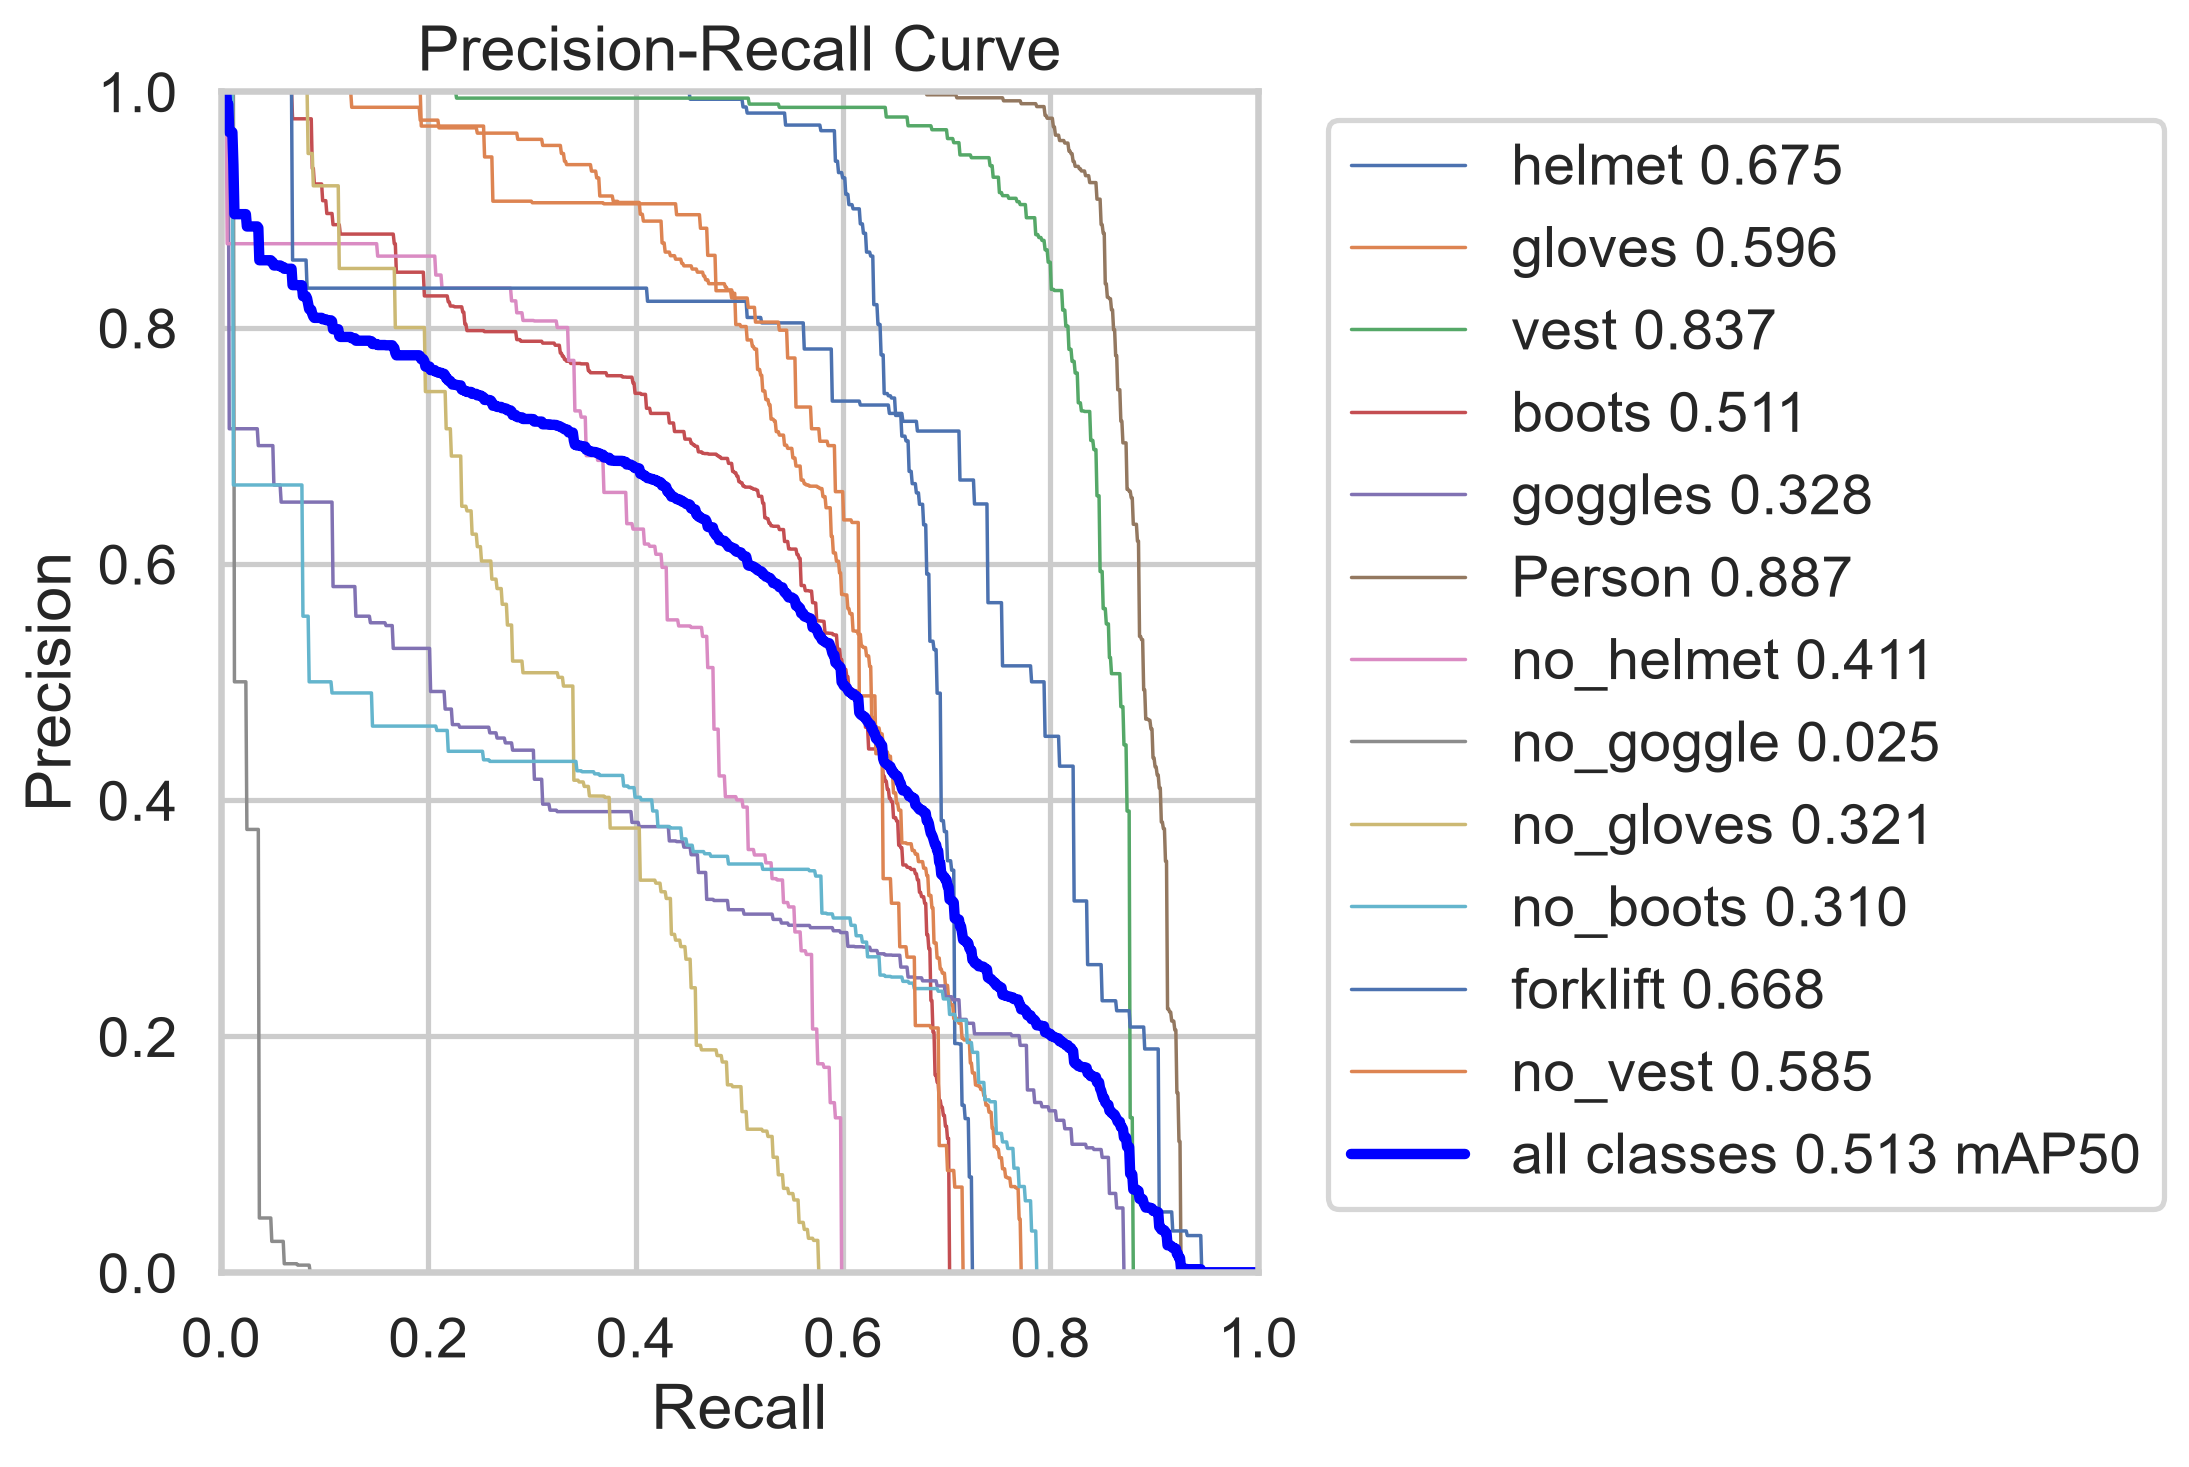 Precision-Recall Curve
1.0
0.8
0.6
0.4
0.2
0.0
Precision
0.0 0.2 0.4 0.6 0.8 1.0
Recall
helmet 0.675
gloves 0.596
vest 0.837
boots 0.511
goggles 0.328
Person 0.887
no_helmet 0.411
no_goggle 0.025
no_gloves 0.321
no_boots 0.310
forklift 0.668
no_vest 0.585
all classes 0.513 mAP50